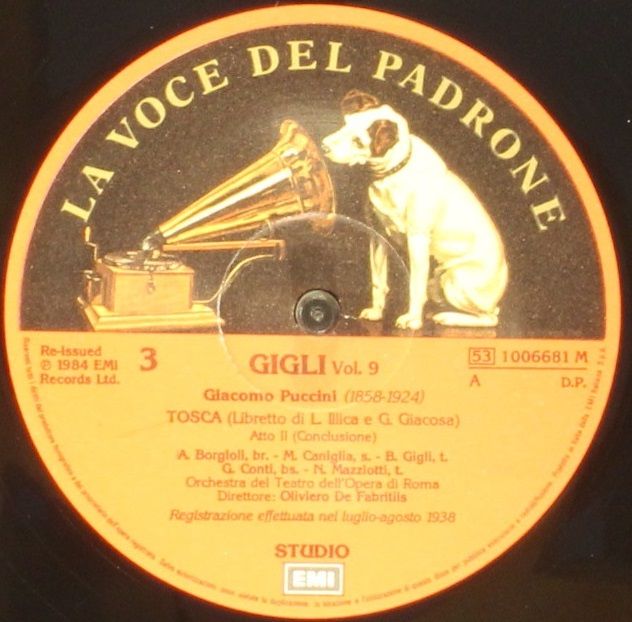 LA VOCE DEL PADRONE
Re-Issued
℗ 1984 EMI
Records Ltd.
3
GIGLI Vol. 9
53 1006681 M
A D.P.
Giacomo Puccini (1858-1924)
TOSCA (Libretto di L. Illica e G. Giacosa)
Atto II (Conclusione)
A. Borgioli, br. - M. Caniglia, s. - B. Gigli, t.
G. Conti, bs. - N. Mazziotti, t.
Orchestra del Teatro dell'Opera di Roma
Direttore: Oliviero De Fabritiis
Registrazione effettuata nel luglio-agosto 1938
STUDIO
EMI